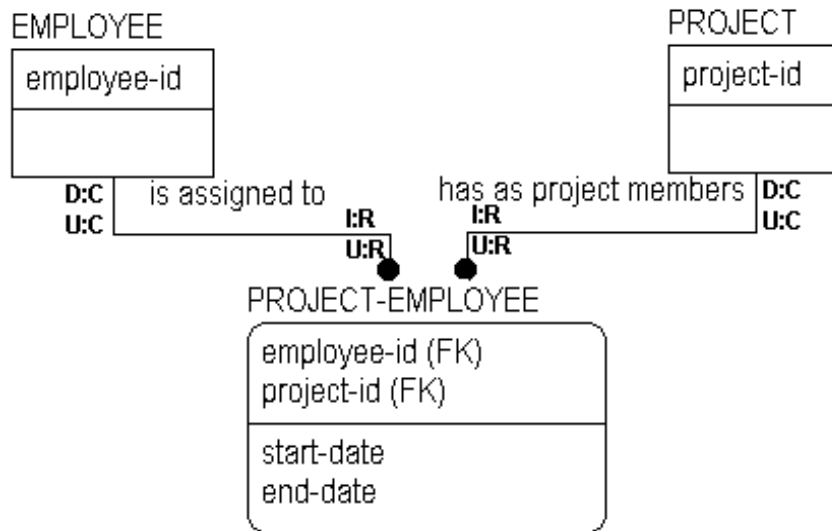 EMPLOYEE
employee-id
PROJECT
project-id
D:C
U:C
is assigned to
I:R
U:R
has as project members
I:R
U:R
D:C
U:C
PROJECT-EMPLOYEE
employee-id (FK)
project-id (FK)
start-date
end-date